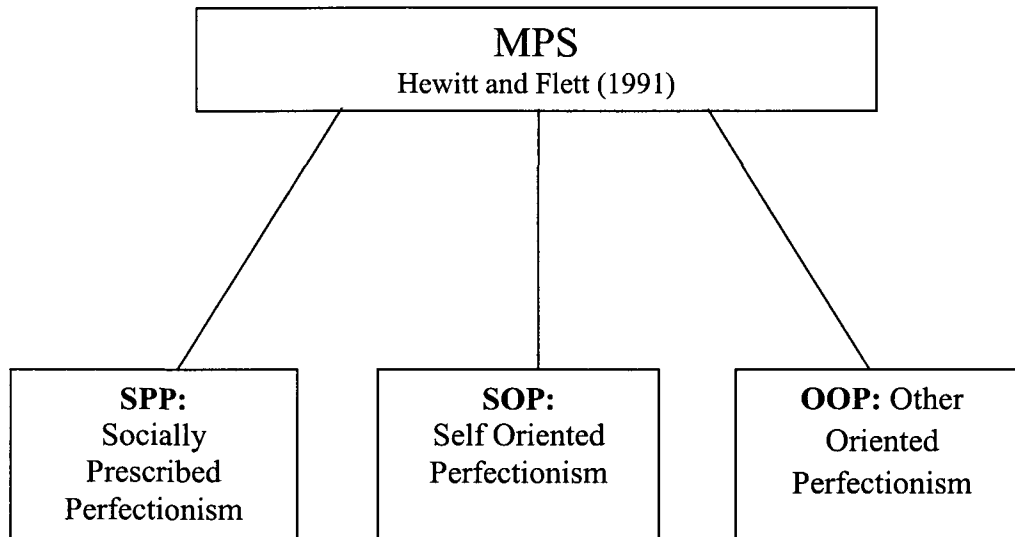 MPS
Hewitt and Flett (1991)
SPP:
Socially
Prescribed
Perfectionism
SOP:
Self Oriented
Perfectionism
OOP: Other
Oriented
Perfectionism